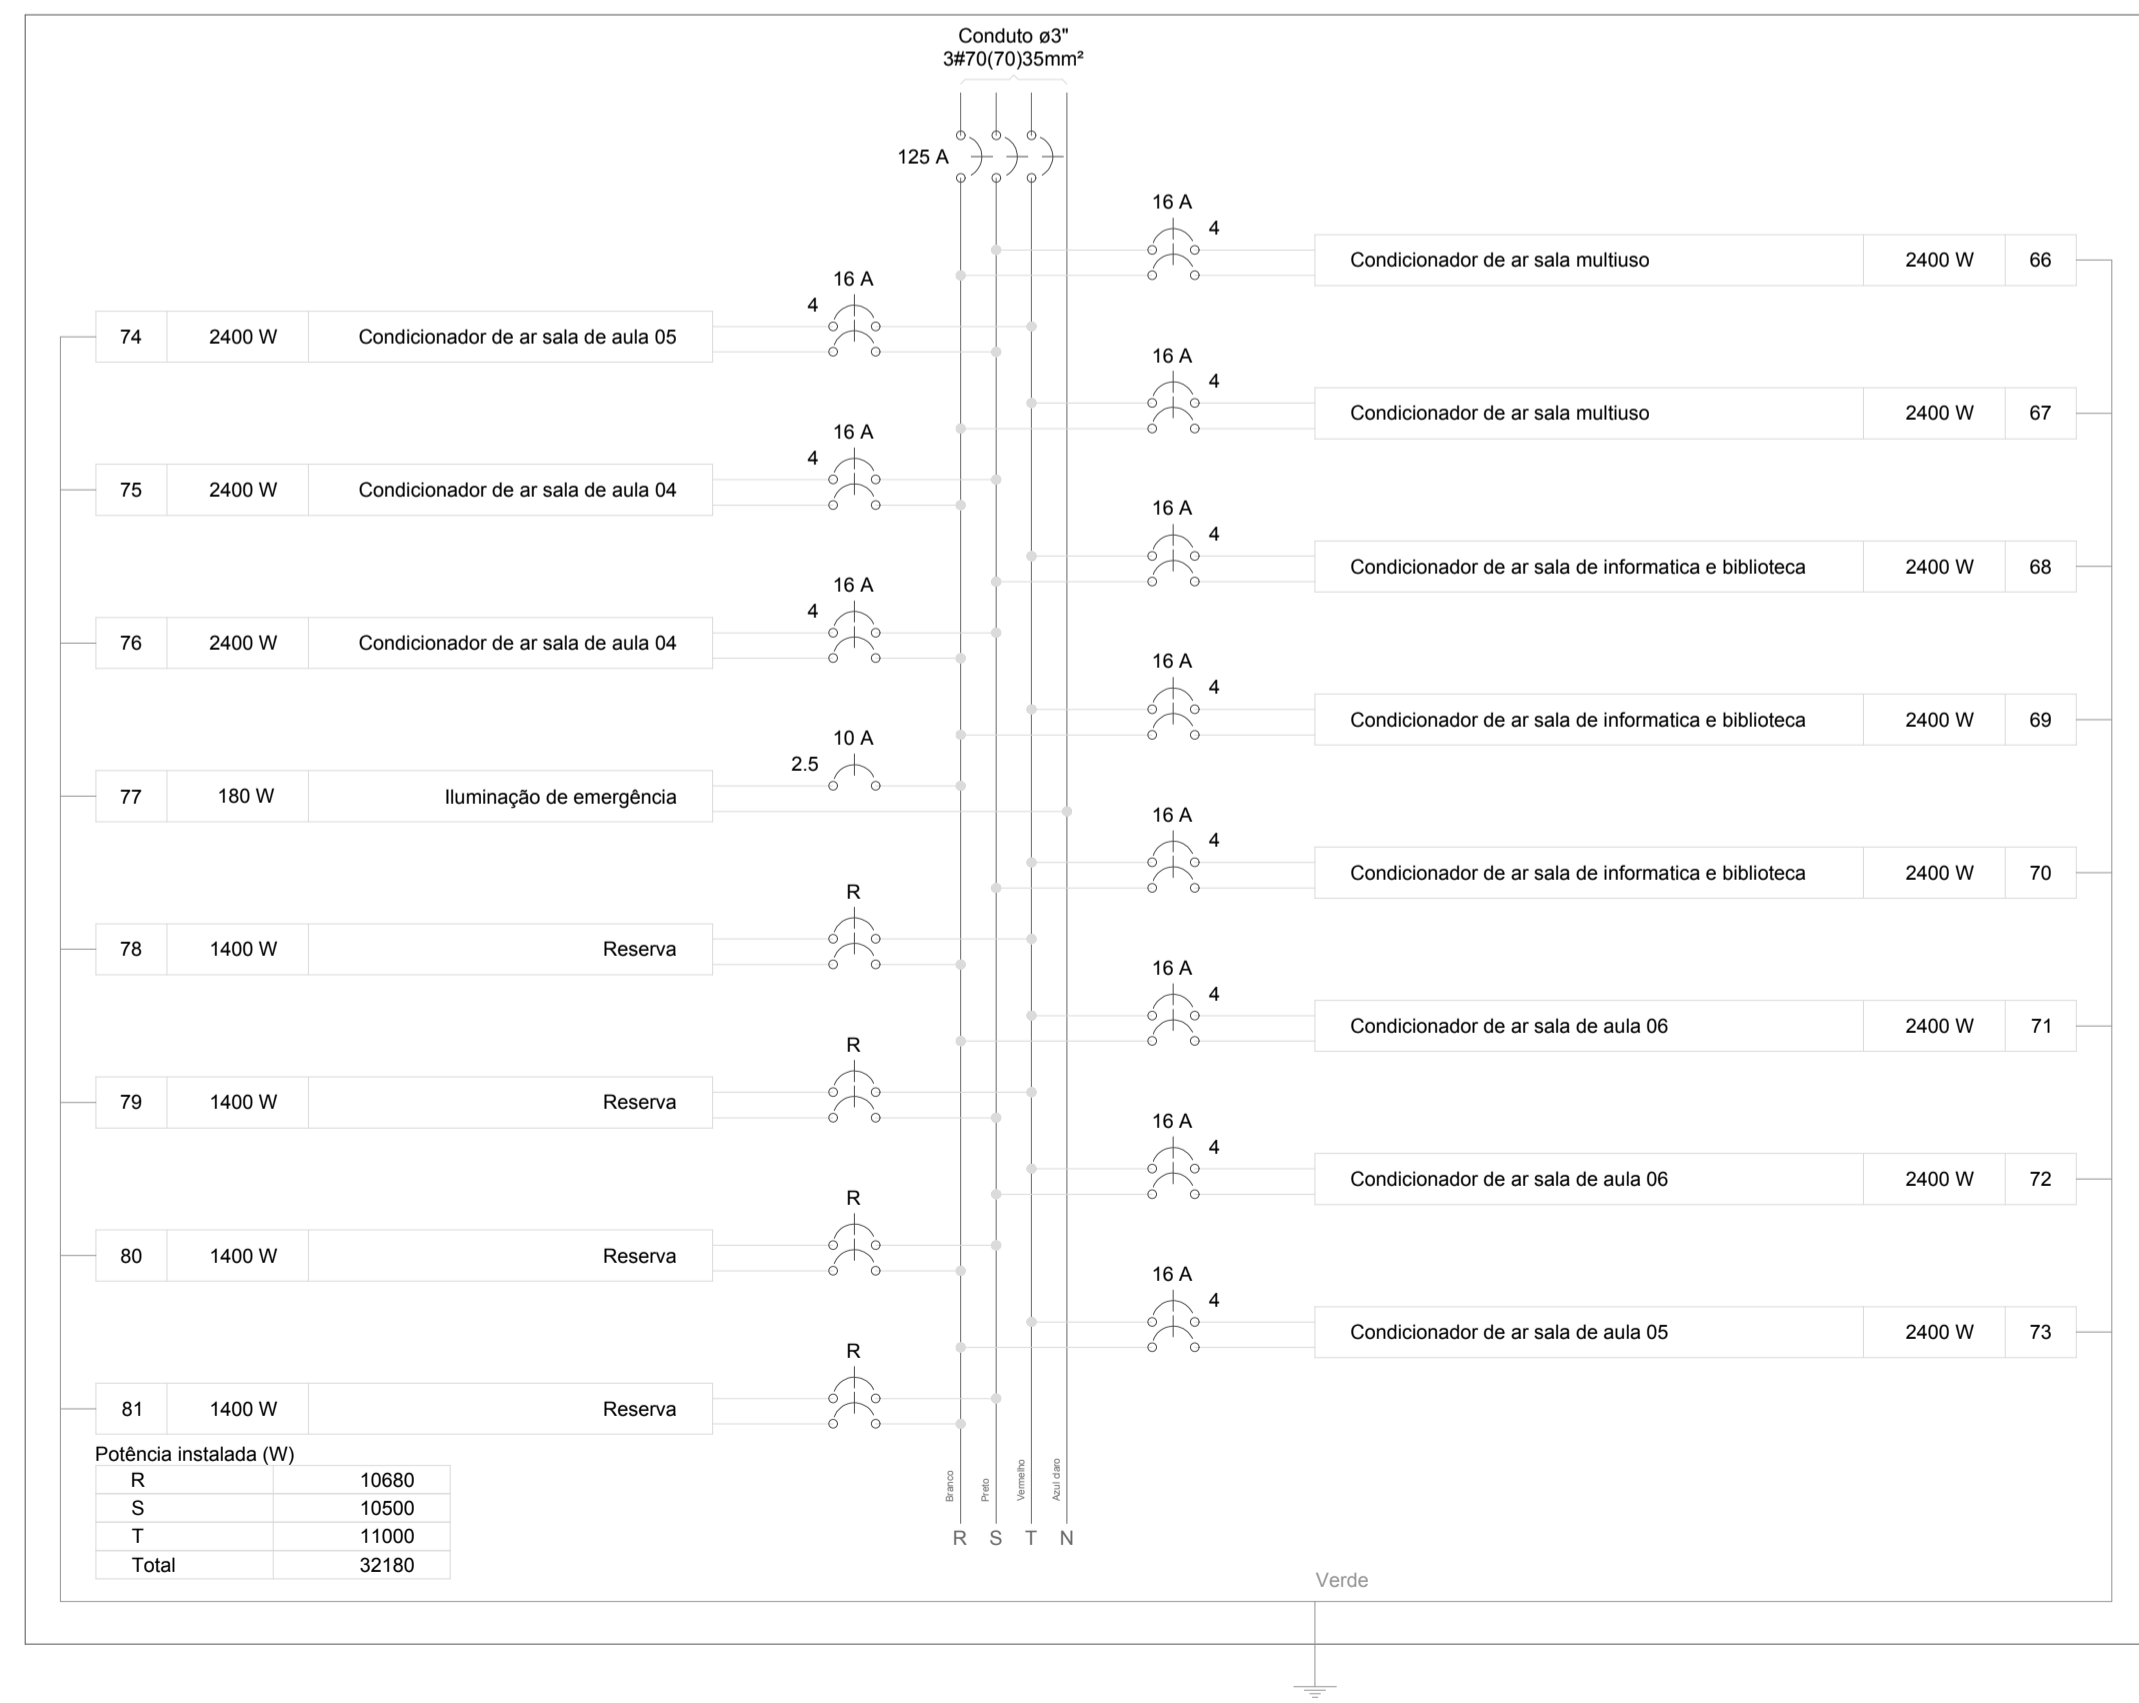 Conduto ø3"
3#70(70)35mm²
125 A
16 A
4
Condicionador de ar sala multiuso 2400 W 66
16 A
4
74 2400 W Condicionador de ar sala de aula 05
16 A
4
Condicionador de ar sala multiuso 2400 W 67
16 A
4
75 2400 W Condicionador de ar sala de aula 04
16 A
4
Condicionador de ar sala de informatica e biblioteca 2400 W 68
16 A
4
76 2400 W Condicionador de ar sala de aula 04
16 A
4
Condicionador de ar sala de informatica e biblioteca 2400 W 69
10 A
2.5
77 180 W Iluminação de emergência
16 A
4
Condicionador de ar sala de informatica e biblioteca 2400 W 70
R
78 1400 W Reserva
16 A
4
Condicionador de ar sala de aula 06 2400 W 71
R
79 1400 W Reserva
16 A
4
Condicionador de ar sala de aula 06 2400 W 72
R
80 1400 W Reserva
16 A
4
Condicionador de ar sala de aula 05 2400 W 73
R
81 1400 W Reserva
Potência instalada (W)
R 10680
S 10500
T 11000
Total 32180
Branco
Preto
Vermelho
Azul claro
R S T N
Verde